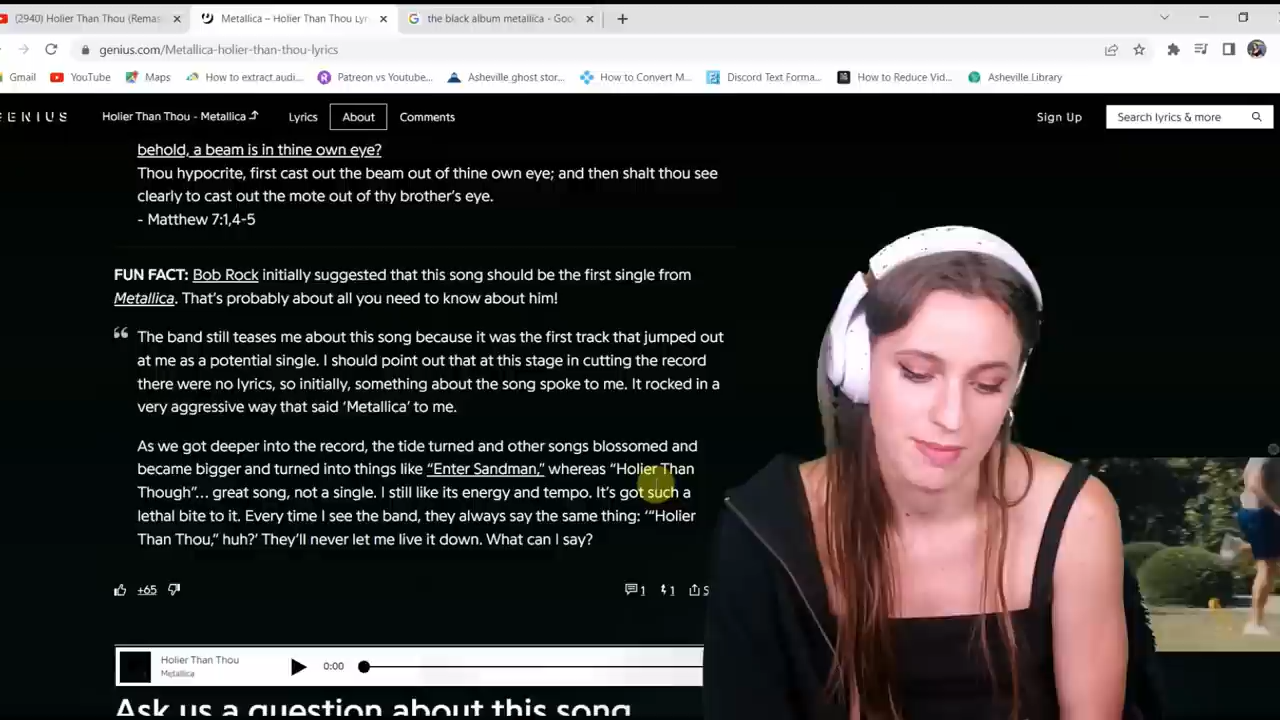 (2940) Holier Than Thou (Remas
Metallica – Holier Than Thou Lyr
the black album metallica - Goo
genius.com/Metallica-holier-than-thou-lyrics
Gmail
YouTube
Maps
How to extract audi...
Patreon vs Youtube...
Asheville ghost stor...
How to Convert M...
Discord Text Forma...
How to Reduce Vid...
Asheville Library
ENIUS
Holier Than Thou - Metallica
Lyrics
About
Comments
Sign Up
Search lyrics & more
behold, a beam is in thine own eye?
Thou hypocrite, first cast out the beam out of thine own eye; and then shalt thou see
clearly to cast out the mote out of thy brother's eye.
- Matthew 7:1,4-5
FUN FACT: Bob Rock initially suggested that this song should be the first single from
Metallica. That's probably about all you need to know about him!
“ The band still teases me about this song because it was the first track that jumped out
at me as a potential single. I should point out that at this stage in cutting the record
there were no lyrics, so initially, something about the song spoke to me. It rocked in a
very aggressive way that said ‘Metallica’ to me.
As we got deeper into the record, the tide turned and other songs blossomed and
became bigger and turned into things like “Enter Sandman,” whereas “Holier Than
Though”… great song, not a single. I still like its energy and tempo. It's got such a
lethal bite to it. Every time I see the band, they always say the same thing: ‘“Holier
Than Thou,” huh?’ They'll never let me live it down. What can I say?
+65
1
1
Holier Than Thou
Metallica
0:00
Ask us a question about this song